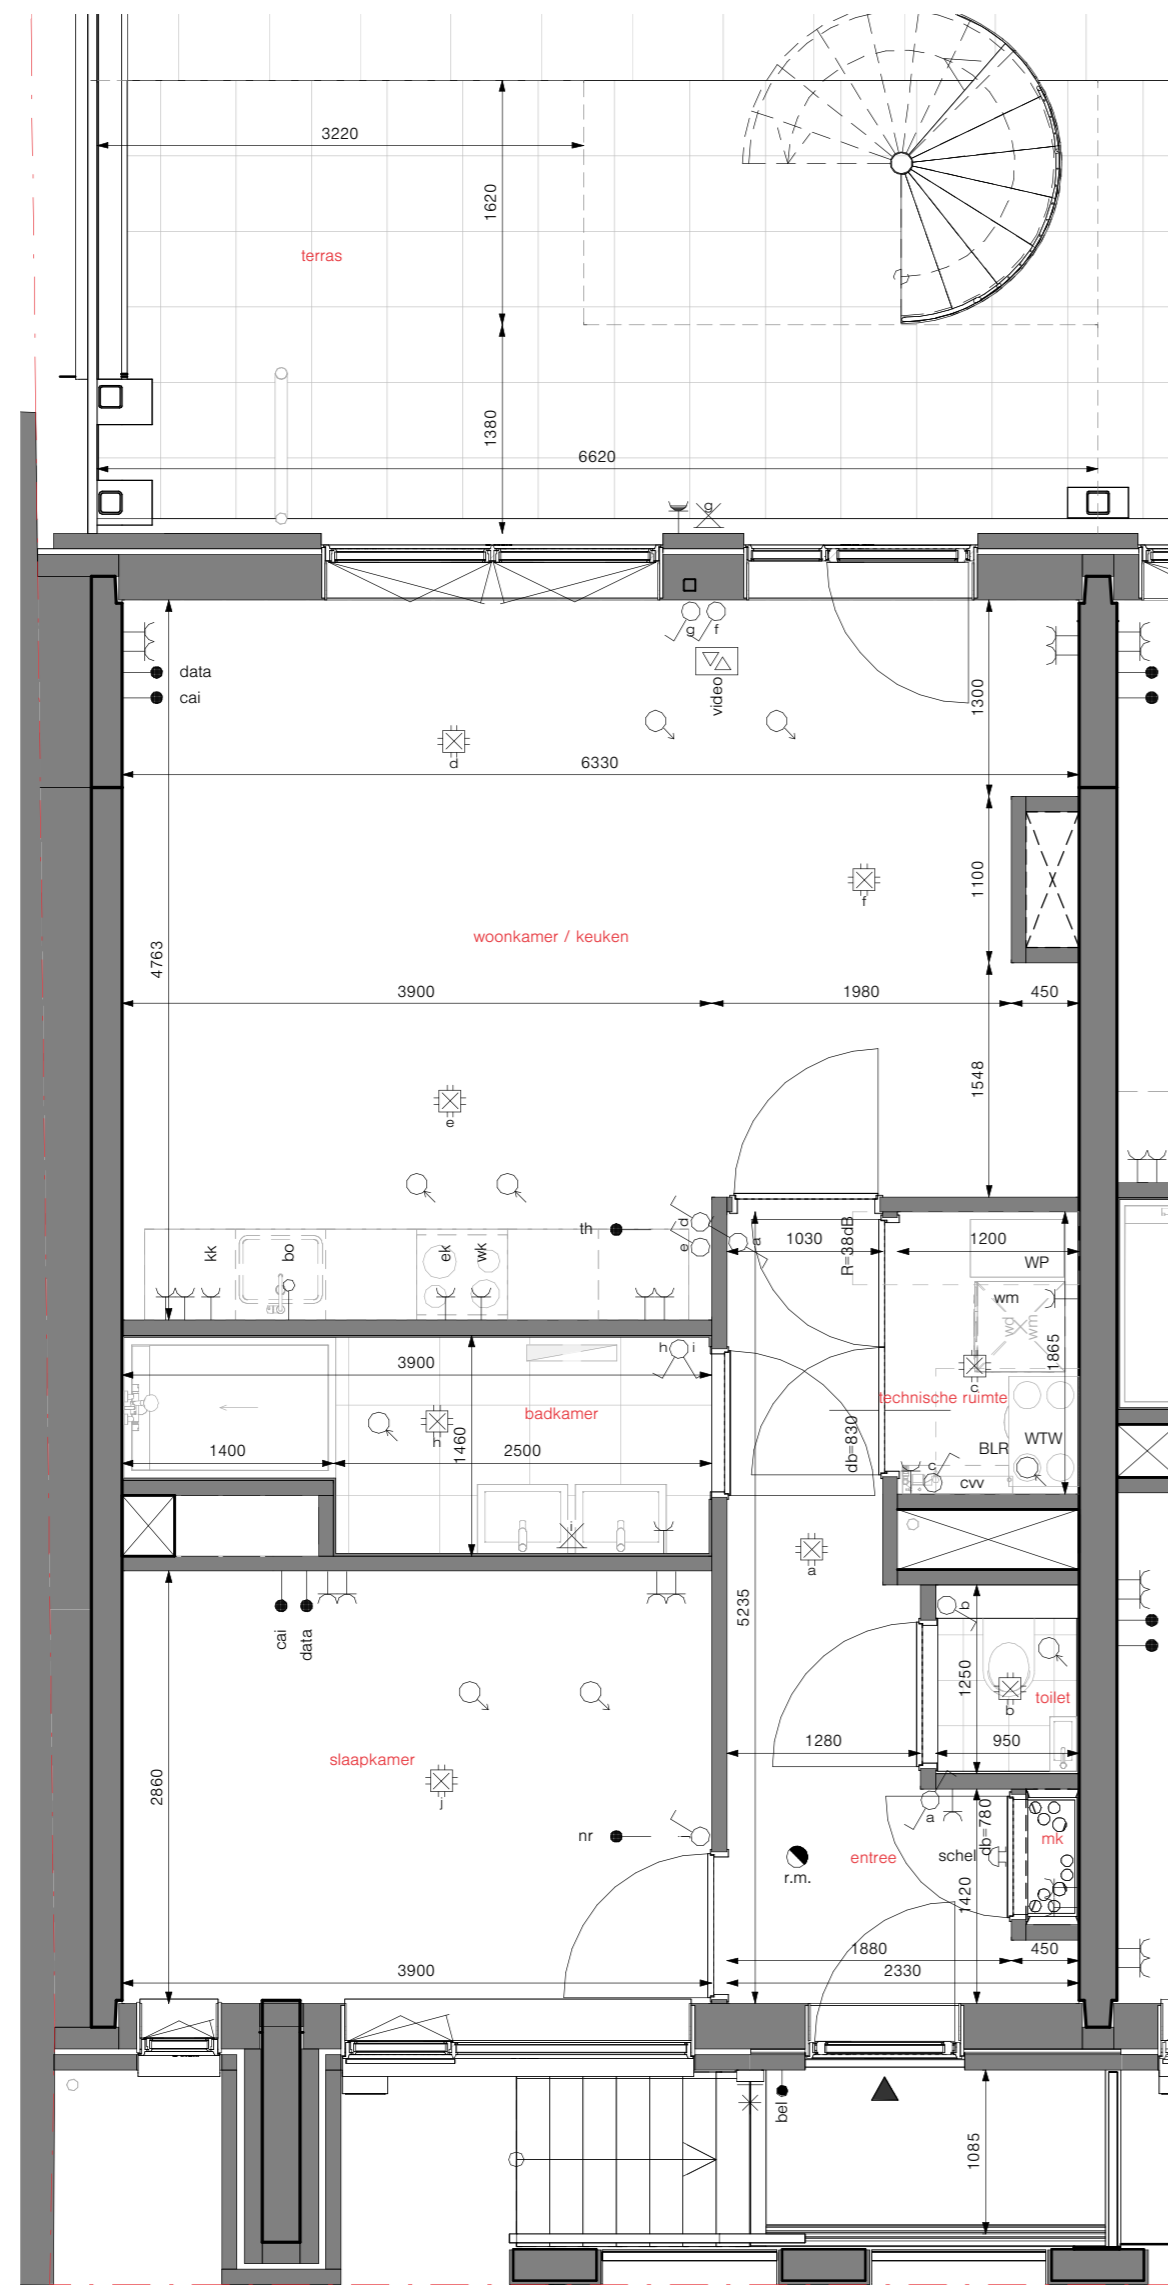 3220
1620
terras
1380
6620
g
g f
data
cai
video
1300
d
6330
1100
f
woonkamer / keuken
4763
3900 1980 450
1548
e
th
d
e
a
kk
bo
ek
wk
1030
R=38dB
1200
WP
wm
wd
wm
1865
c
technische ruimte
h i
3900
badkamer
h
1460
1400 2500
db=830
BLR
WTW
c
cvv
i
a
5235
cai
data
b
1250
b
toilet
1280
950
slaapkamer
2860
j
nr
a
db=780
mk
entree
schel
r.m.
1420
1880 450
3900
2330
bel
1085